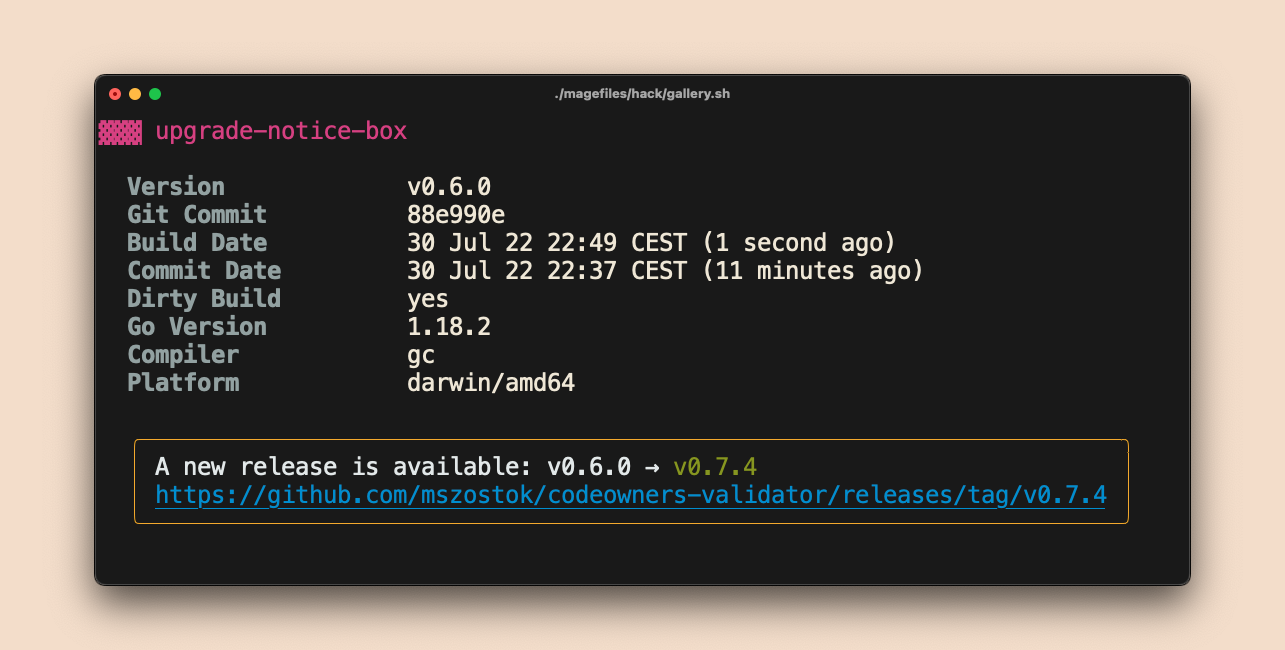 ./magefiles/hack/gallery.sh
upgrade-notice-box
Version v0.6.0
Git Commit 88e990e
Build Date 30 Jul 22 22:49 CEST (1 second ago)
Commit Date 30 Jul 22 22:37 CEST (11 minutes ago)
Dirty Build yes
Go Version 1.18.2
Compiler gc
Platform darwin/amd64
A new release is available: v0.6.0 → v0.7.4
https://github.com/mszostok/codeowners-validator/releases/tag/v0.7.4